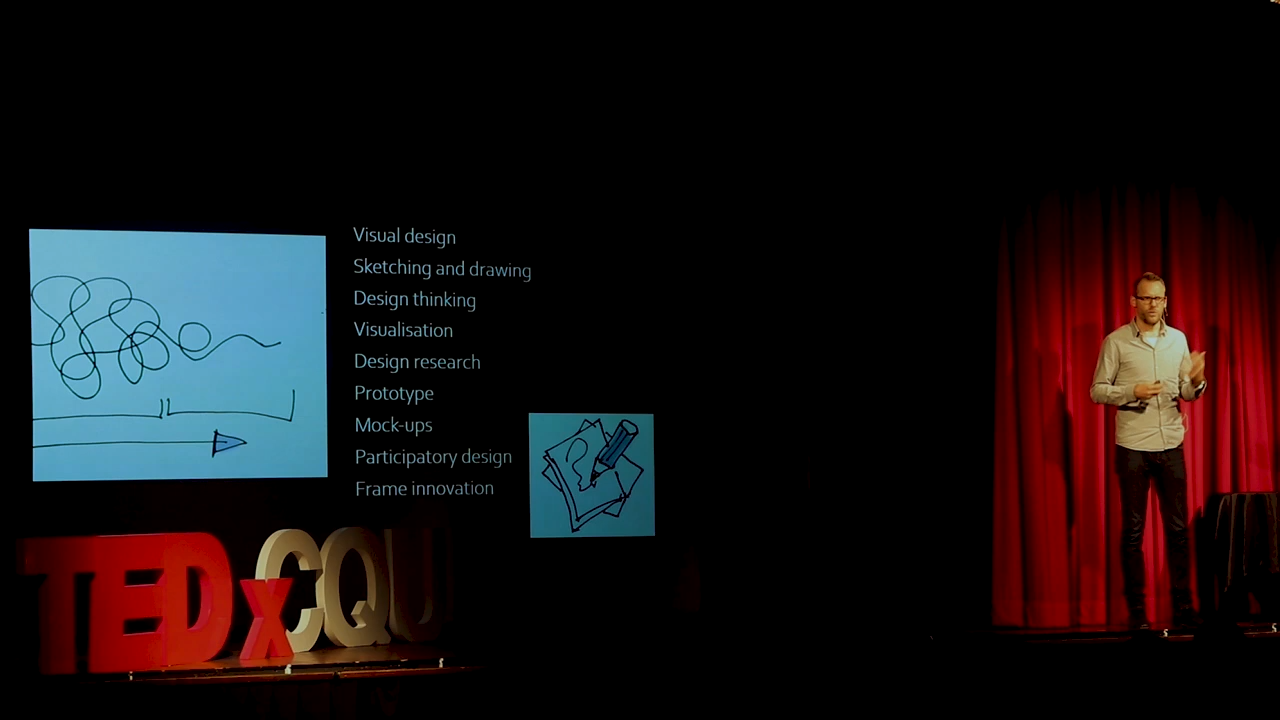 Visual design
Sketching and drawing
Design thinking
Visualisation
Design research
Prototype
Mock-ups
Participatory design
Frame innovation
TEDxCQU